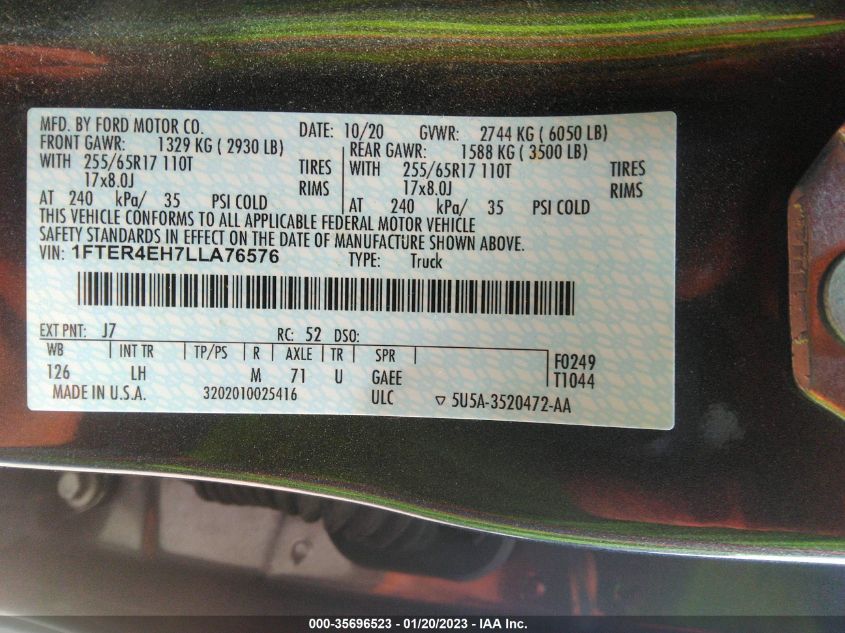 MFD. BY FORD MOTOR CO. DATE: 10/20 GVWR: 2744 KG ( 6050 LB)
FRONT GAWR: 1329 KG ( 2930 LB) REAR GAWR: 1588 KG ( 3500 LB)
WITH 255/65R17 110T TIRES WITH 255/65R17 110T TIRES
17x8.0J RIMS 17x8.0J RIMS
AT 240 kPa/ 35 PSI COLD AT 240 kPa/ 35 PSI COLD
THIS VEHICLE CONFORMS TO ALL APPLICABLE FEDERAL MOTOR VEHICLE
SAFETY STANDARDS IN EFFECT ON THE DATE OF MANUFACTURE SHOWN ABOVE.
VIN: 1FTER4EH7LLA76576 TYPE: Truck
EXT PNT: J7 RC: 52 DSO:
WB INT TR TP/PS R AXLE TR SPR F0249
126 LH M 71 U GAEE T1044
MADE IN U.S.A. 3202010025416 ULC ▽ 5U5A-3520472-AA
000-35696523 — 01/20/2023 — IAA Inc.